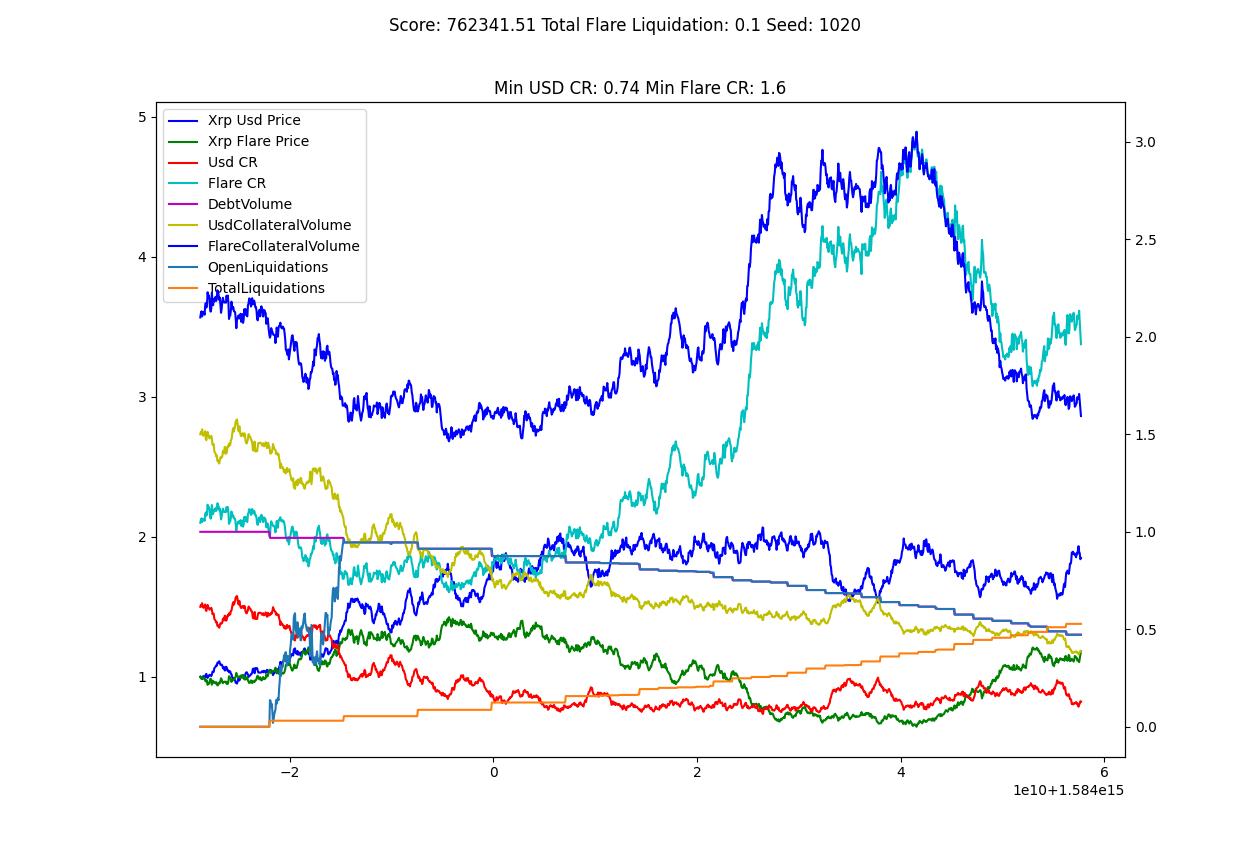 Score: 762341.51 Total Flare Liquidation: 0.1 Seed: 1020
Min USD CR: 0.74 Min Flare CR: 1.6
Xrp Usd Price
Xrp Flare Price
Usd CR
Flare CR
DebtVolume
UsdCollateralVolume
FlareCollateralVolume
OpenLiquidations
TotalLiquidations
5
4
3
2
1
3.0
2.5
2.0
1.5
1.0
0.5
0.0
−2 0 2 4 6
1e10+1.584e15